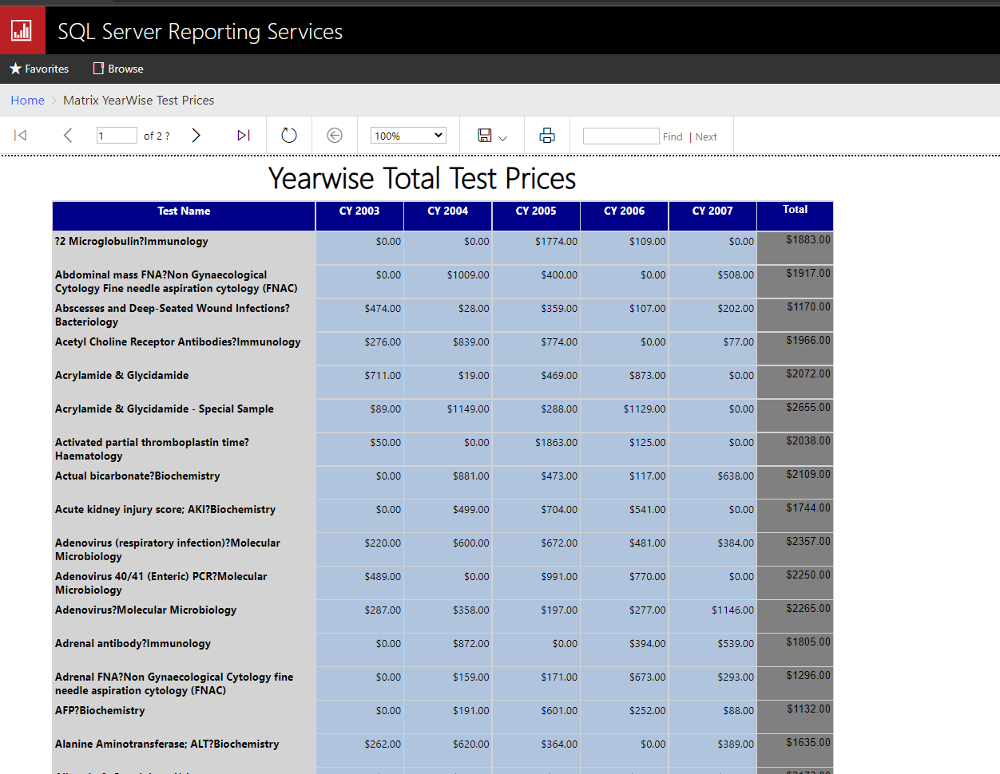 SQL Server Reporting Services
Favorites Browse
Home > Matrix YearWise Test Prices
1 of 2 ? 100% Find | Next
Yearwise Total Test Prices
Test Name CY 2003 CY 2004 CY 2005 CY 2006 CY 2007 Total
?2 Microglobulin?Immunology $0.00 $0.00 $1774.00 $109.00 $0.00 $1883.00
Abdominal mass FNA?Non Gynaecological $0.00 $1009.00 $400.00 $0.00 $508.00 $1917.00
Cytology Fine needle aspiration cytology (FNAC)
Abscesses and Deep-Seated Wound Infections? $474.00 $28.00 $359.00 $107.00 $202.00 $1170.00
Bacteriology
Acetyl Choline Receptor Antibodies?Immunology $276.00 $839.00 $774.00 $0.00 $77.00 $1966.00
Acrylamide & Glycidamide $711.00 $19.00 $469.00 $873.00 $0.00 $2072.00
Acrylamide & Glycidamide - Special Sample $89.00 $1149.00 $288.00 $1129.00 $0.00 $2655.00
Activated partial thromboplastin time? $50.00 $0.00 $1863.00 $125.00 $0.00 $2038.00
Haematology
Actual bicarbonate?Biochemistry $0.00 $881.00 $473.00 $117.00 $638.00 $2109.00
Acute kidney injury score; AKI?Biochemistry $0.00 $499.00 $704.00 $541.00 $0.00 $1744.00
Adenovirus (respiratory infection)?Molecular $220.00 $600.00 $672.00 $481.00 $384.00 $2357.00
Microbiology
Adenovirus 40/41 (Enteric) PCR?Molecular $489.00 $0.00 $991.00 $770.00 $0.00 $2250.00
Microbiology
Adenovirus?Molecular Microbiology $287.00 $358.00 $197.00 $277.00 $1146.00 $2265.00
Adrenal antibody?Immunology $0.00 $872.00 $0.00 $394.00 $539.00 $1805.00
Adrenal FNA?Non Gynaecological Cytology fine $0.00 $159.00 $171.00 $673.00 $293.00 $1296.00
needle aspiration cytology (FNAC)
AFP?Biochemistry $0.00 $191.00 $601.00 $252.00 $88.00 $1132.00
Alanine Aminotransferase; ALT?Biochemistry $262.00 $620.00 $364.00 $0.00 $389.00 $1635.00